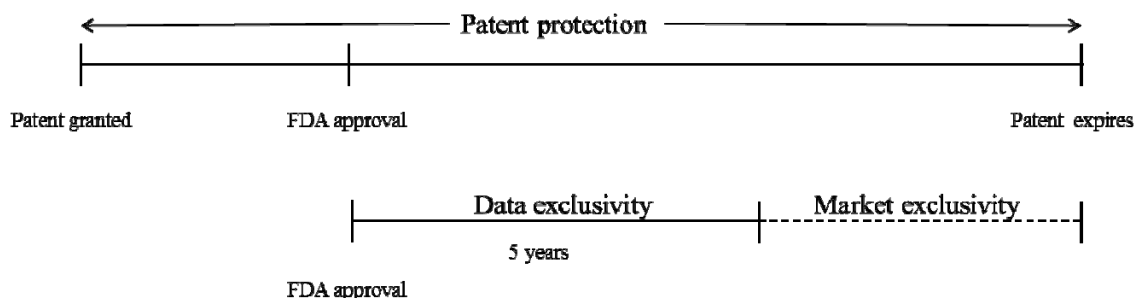 Patent protection
Patent granted
FDA approval
Patent expires
Data exclusivity
Market exclusivity
5 years
FDA approval